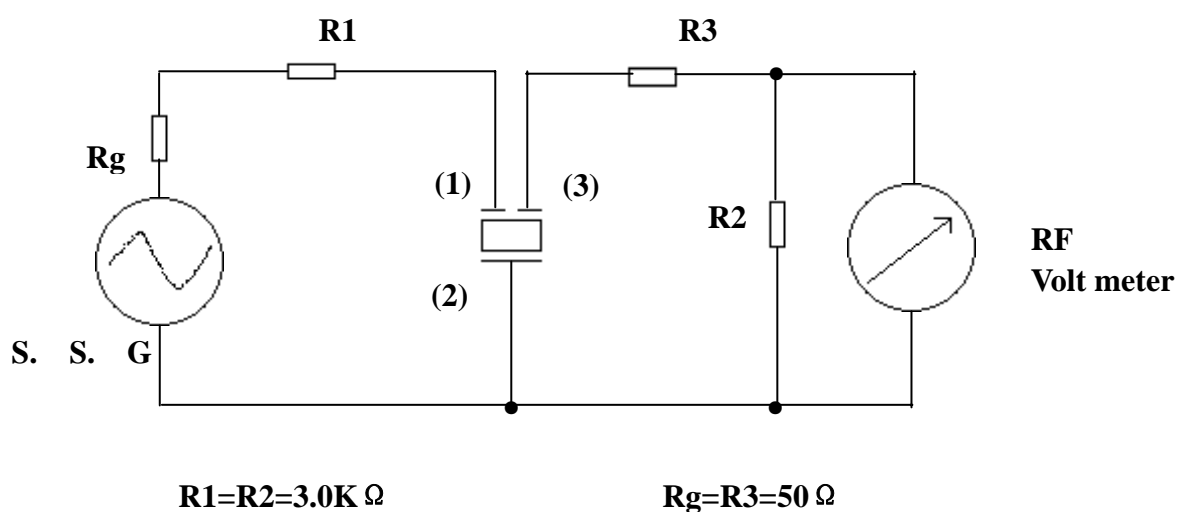 R1
R3
Rg
(1)
(3)
R2
RF
Volt meter
(2)
S. S. G
R1=R2=3.0KΩ
Rg=R3=50Ω